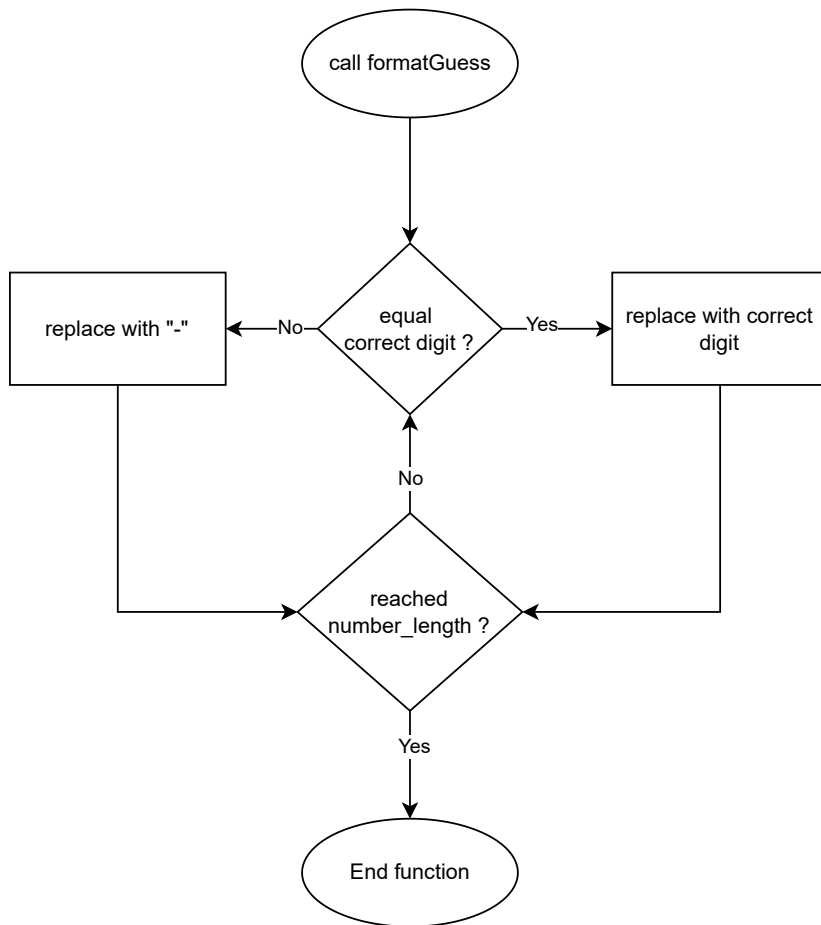 call formatGuess
replace with "-"
No
equal
correct digit ?
Yes
replace with correct
digit
No
reached
number_length ?
Yes
End function